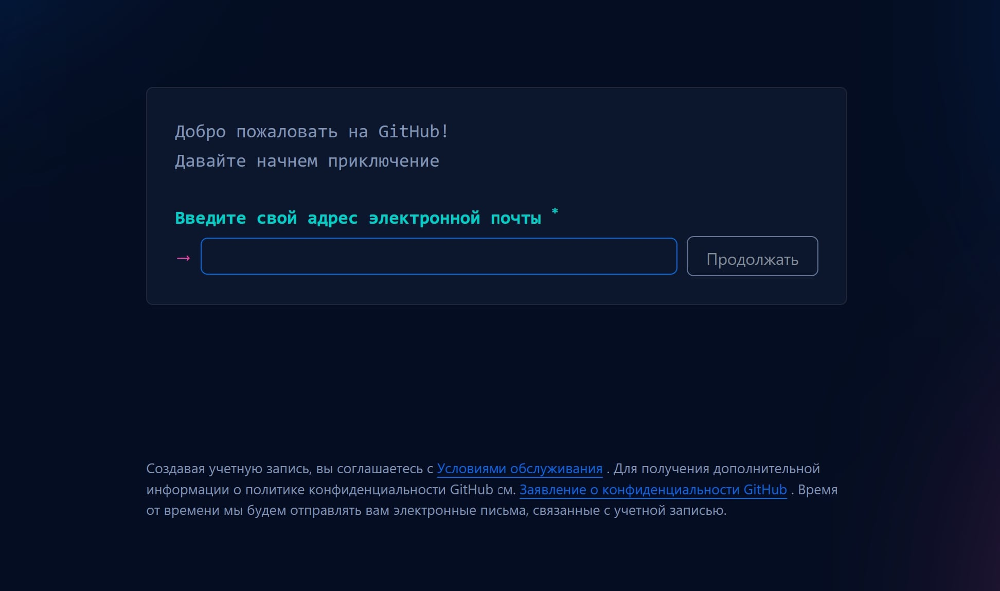 Добро пожаловать на GitHub!
Давайте начнем приключение
Введите свой адрес электронной почты *
→
Продолжать
Создавая учетную запись, вы соглашаетесь с Условиями обслуживания . Для получения дополнительной
информации о политике конфиденциальности GitHub см. Заявление о конфиденциальности GitHub . Время
от времени мы будем отправлять вам электронные письма, связанные с учетной записью.